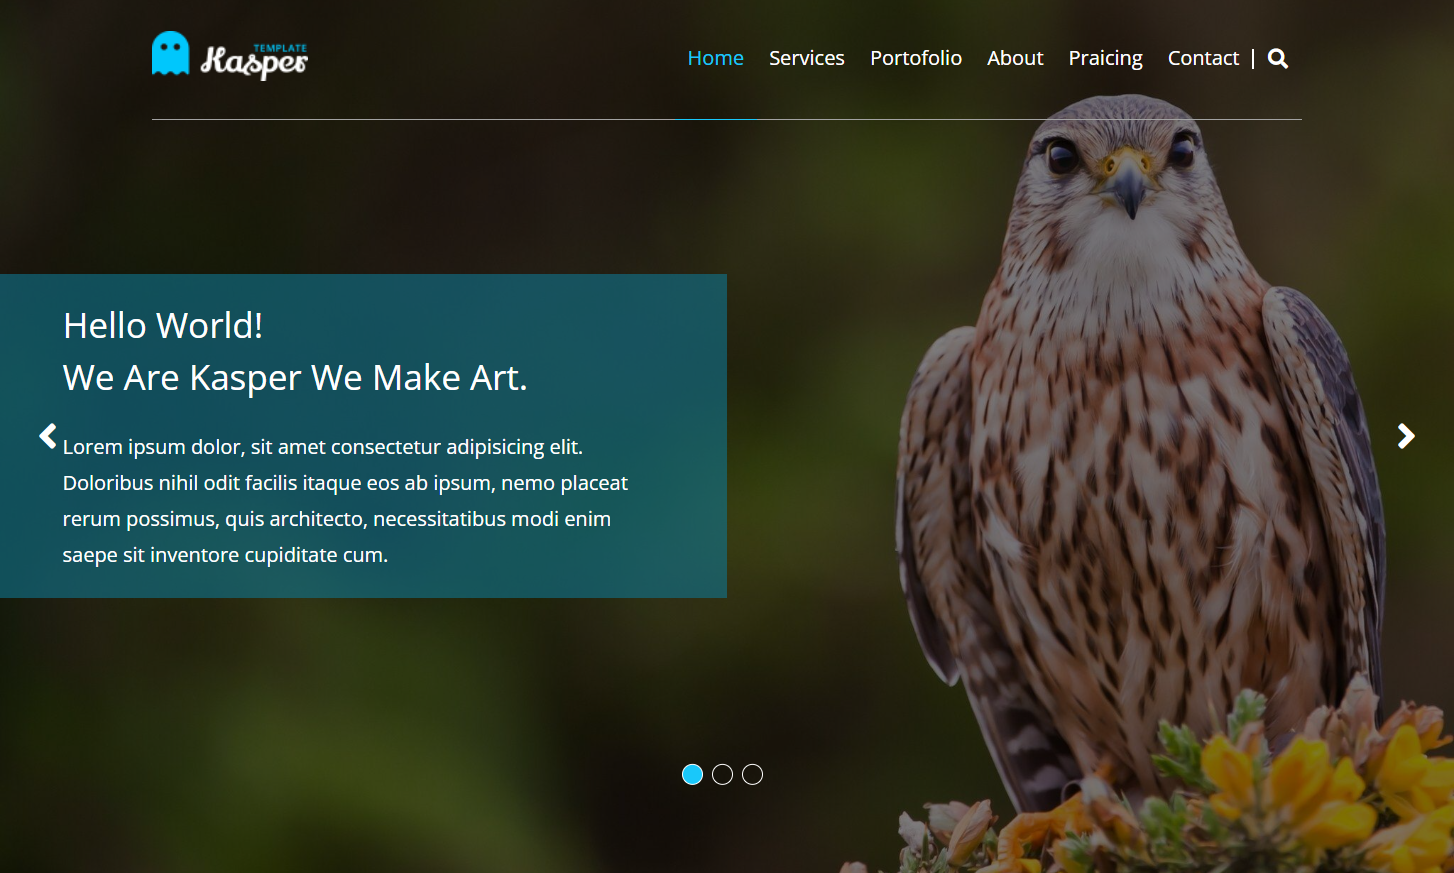 TEMPLATE
Kasper
Home Services Portofolio About Praicing Contact
Hello World!
We Are Kasper We Make Art.
Lorem ipsum dolor, sit amet consectetur adipisicing elit.
Doloribus nihil odit facilis itaque eos ab ipsum, nemo placeat
rerum possimus, quis architecto, necessitatibus modi enim
saepe sit inventore cupiditate cum.